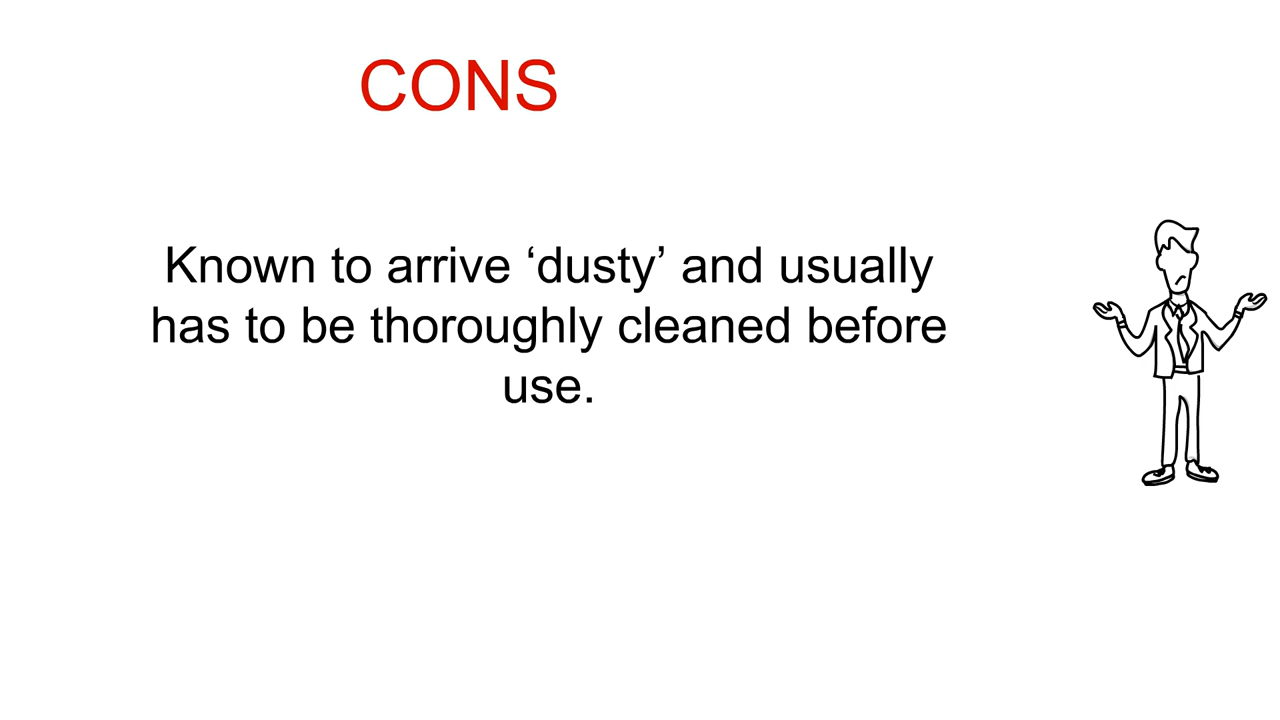 CONS
Known to arrive ‘dusty’ and usually
has to be thoroughly cleaned before
use.